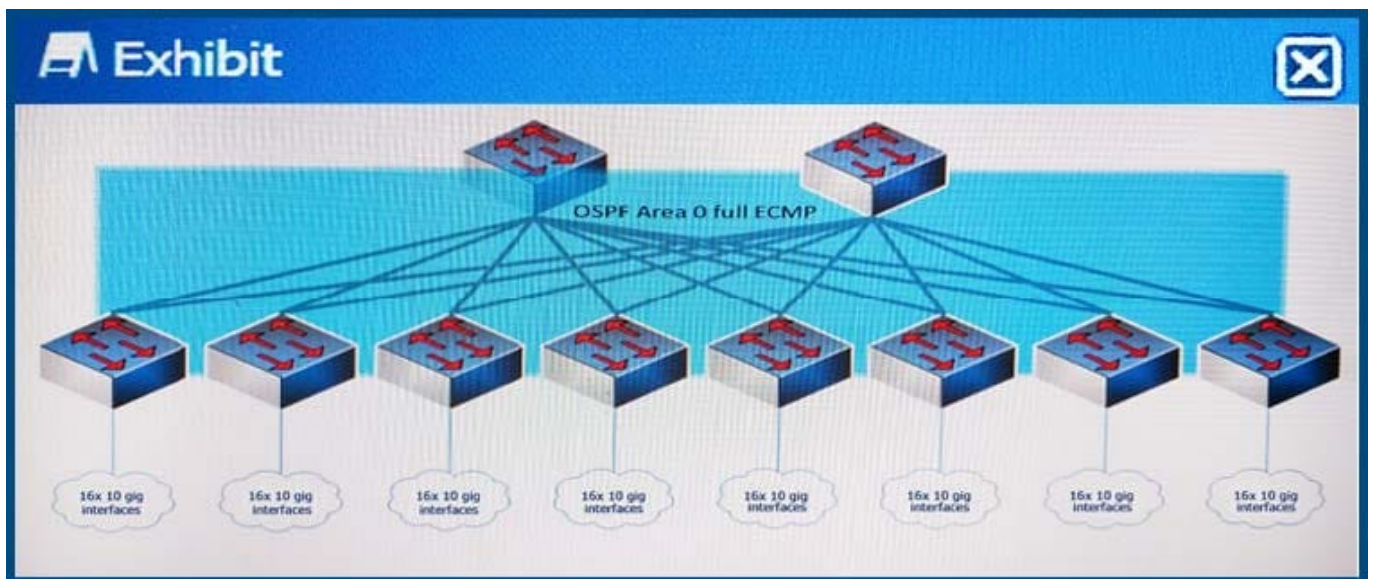 Exhibit
OSPF Area 0 full ECMP
16x 10 gig
interfaces
16x 10 gig
interfaces
16x 10 gig
interfaces
16x 10 gig
interfaces
16x 10 gig
interfaces
16x 10 gig
interfaces
16x 10 gig
interfaces
16x 10 gig
interfaces